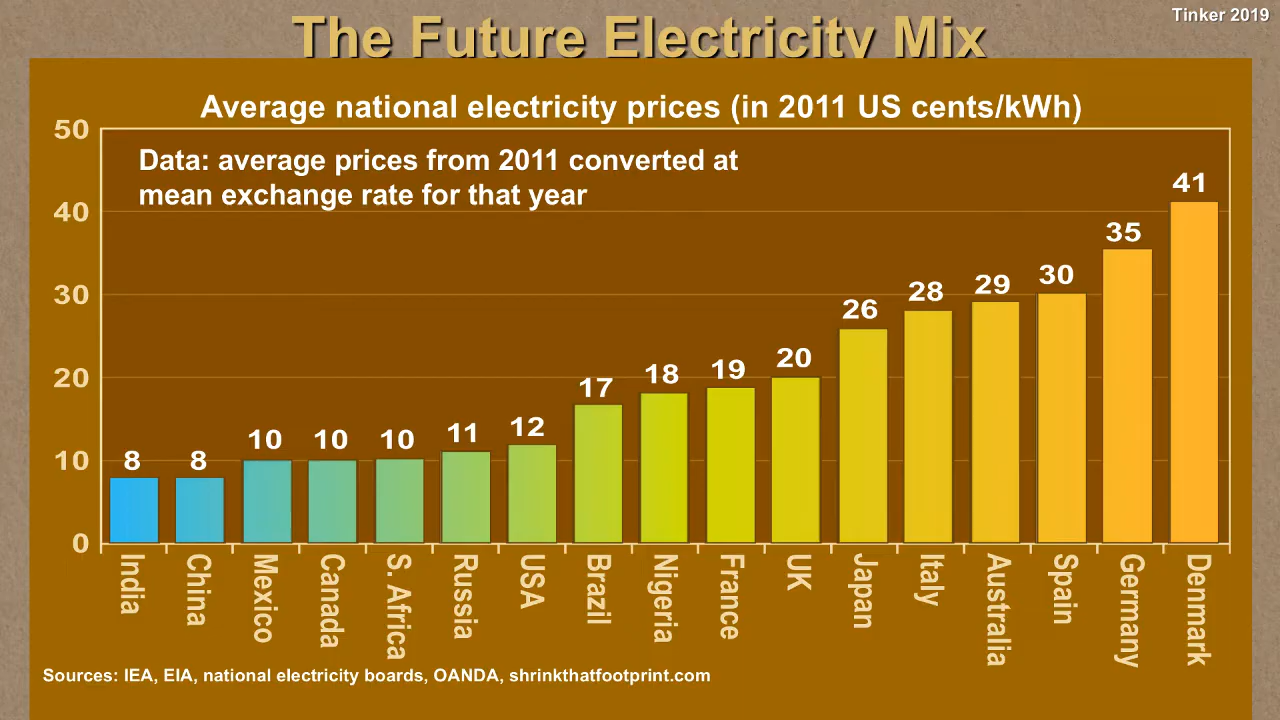 Tinker 2019
The Future Electricity Mix
Average national electricity prices (in 2011 US cents/kWh)
Data: average prices from 2011 converted at
mean exchange rate for that year
50
40
30
20
10
0
8
8
10
10
10
11
12
17
18
19
20
26
28
29
30
35
41
India
China
Mexico
Canada
S. Africa
Russia
USA
Brazil
Nigeria
France
UK
Japan
Italy
Australia
Spain
Germany
Denmark
Sources: IEA, EIA, national electricity boards, OANDA, shrinkthatfootprint.com